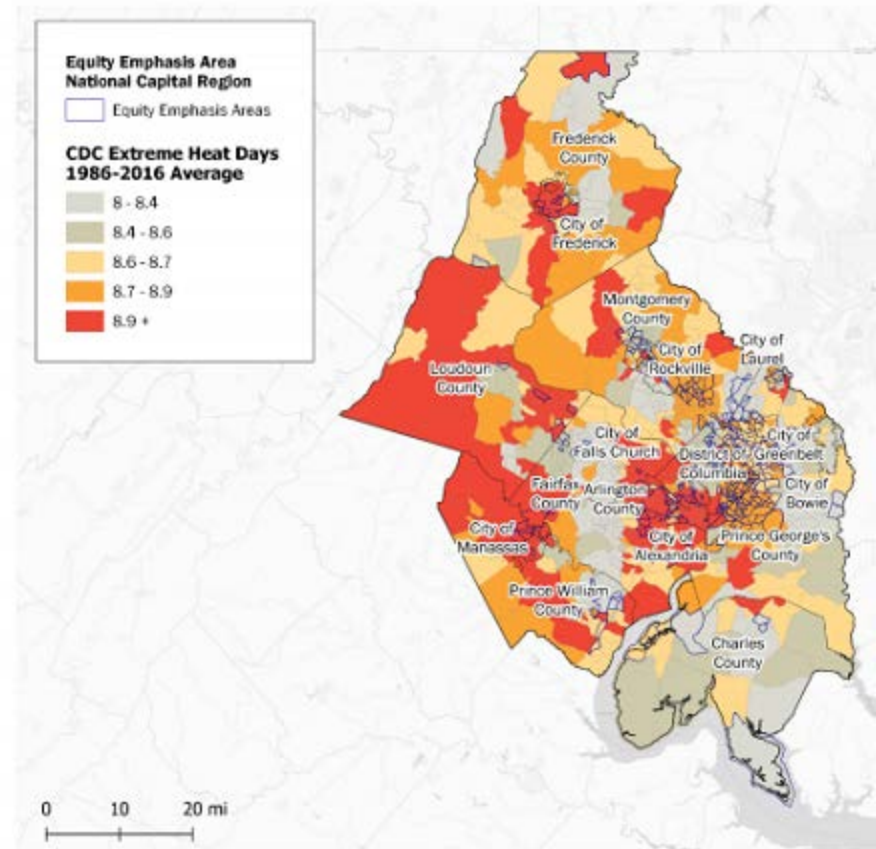 Equity Emphasis Area
National Capital Region
Equity Emphasis Areas
CDC Extreme Heat Days
1986-2016 Average
8 - 8.4
8.4 - 8.6
8.6 - 8.7
8.7 - 8.9
8.9 +
Frederick
County
City of
Frederick
Montgomery
County
City of
Rockville
City of
Laurel
Loudoun
County
City of
Falls Church
District of
Columbia
City of
Greenbelt
Fairfax
County
Arlington
County
City of
Bowie
City of
Manassas
City of
Alexandria
Prince George's
County
Prince William
County
Charles
County
0 10 20 mi